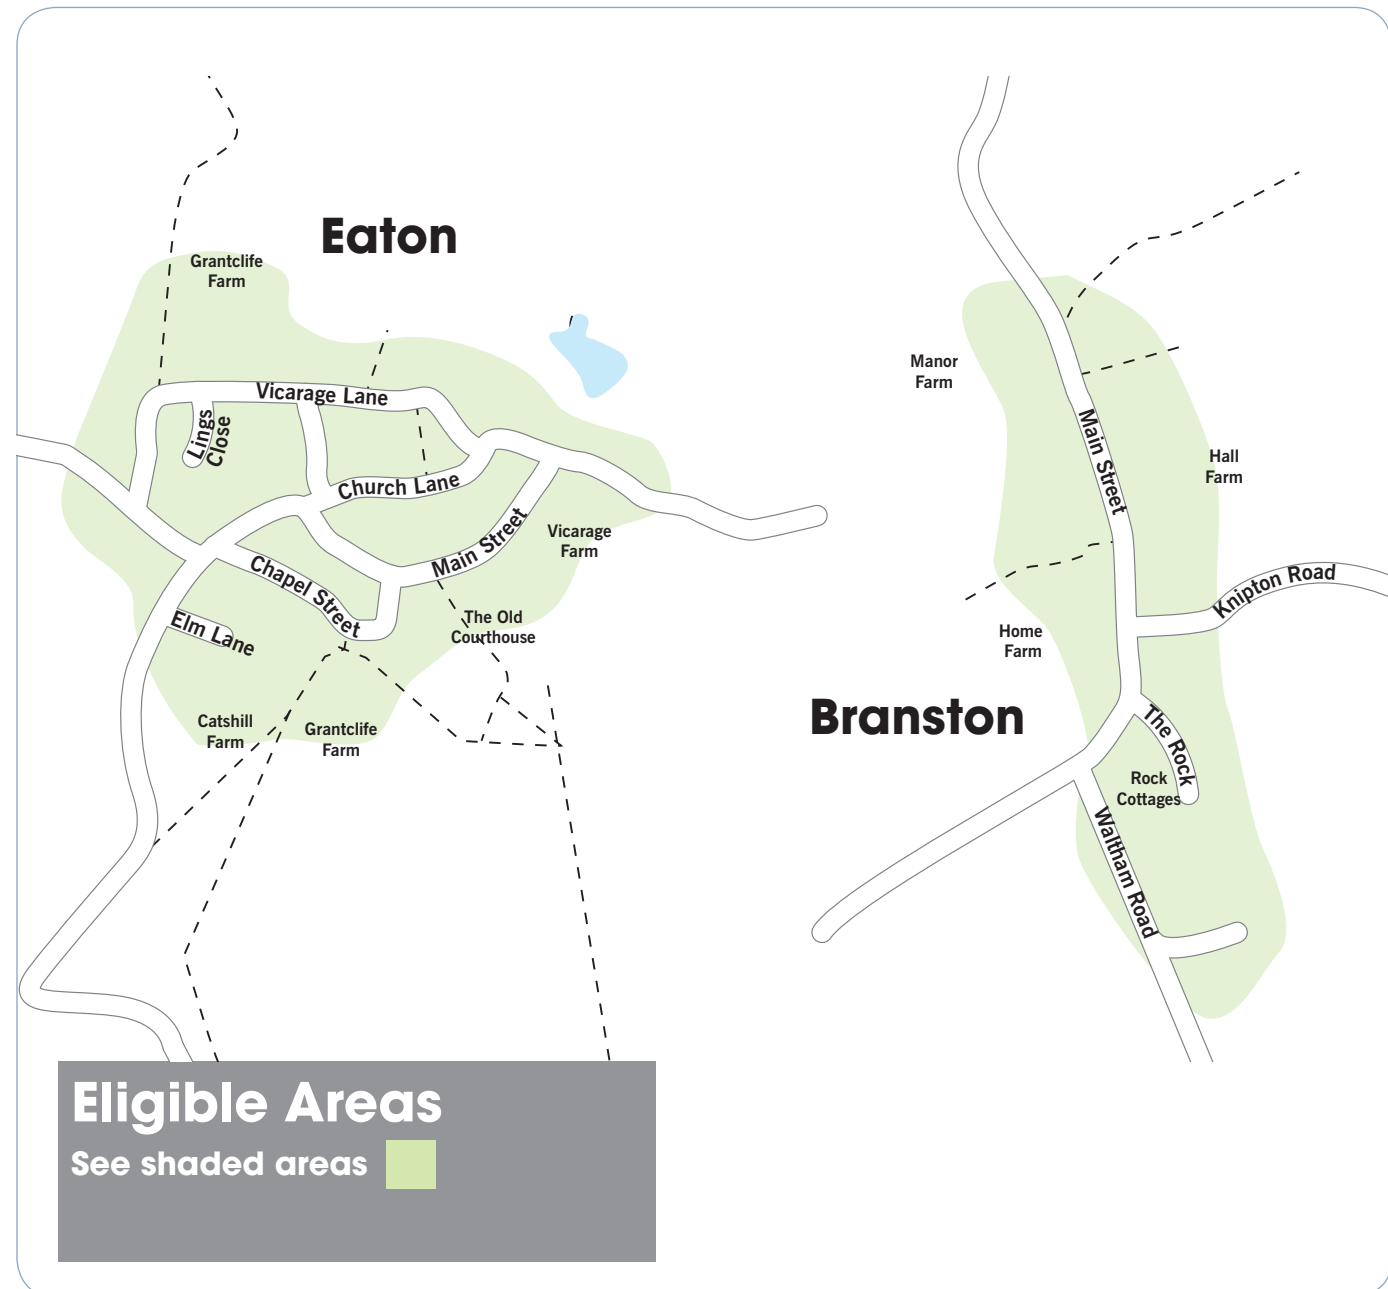 Eaton
Grantclife
Farm
Vicarage Lane
Lings
Close
Church Lane
Main Street
Vicarage
Farm
Chapel Street
The Old
Courthouse
Elm Lane
Catshill
Farm
Grantclife
Farm
Manor
Farm
Main Street
Hall
Farm
Knipton Road
Home
Farm
Branston
The Rock
Rock
Cottages
Waltham Road
Eligible Areas
See shaded areas